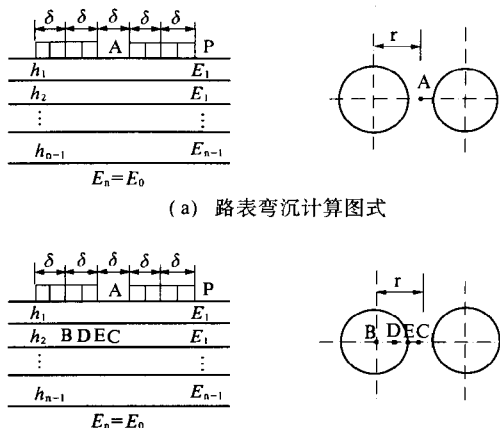 δ δ δ δ δ
A P r
A
h₁ E₁
h₂ E₁
⋮ ⋮
hₙ₋₁ Eₙ₋₁
Eₙ=E₀
(a) 路表弯沉计算图式
δ δ δ δ δ
A P r
h₁ E₁
h₂ B D E C E₁ B D E C
⋮ ⋮
hₙ₋₁ Eₙ₋₁
Eₙ=E₀